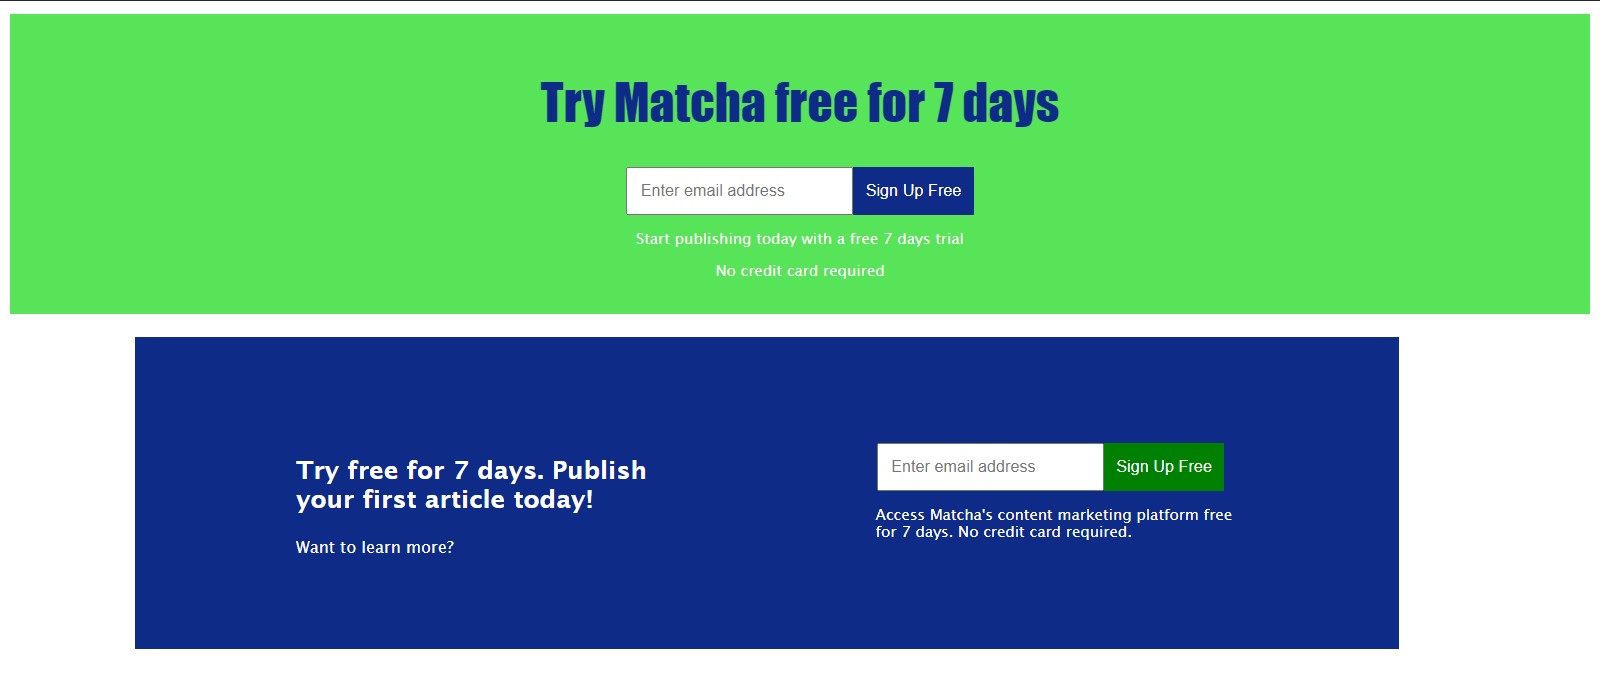 Try Matcha free for 7 days
Enter email address
Sign Up Free
Start publishing today with a free 7 days trial
No credit card required
Try free for 7 days. Publish
your first article today!
Want to learn more?
Enter email address
Sign Up Free
Access Matcha's content marketing platform free
for 7 days. No credit card required.